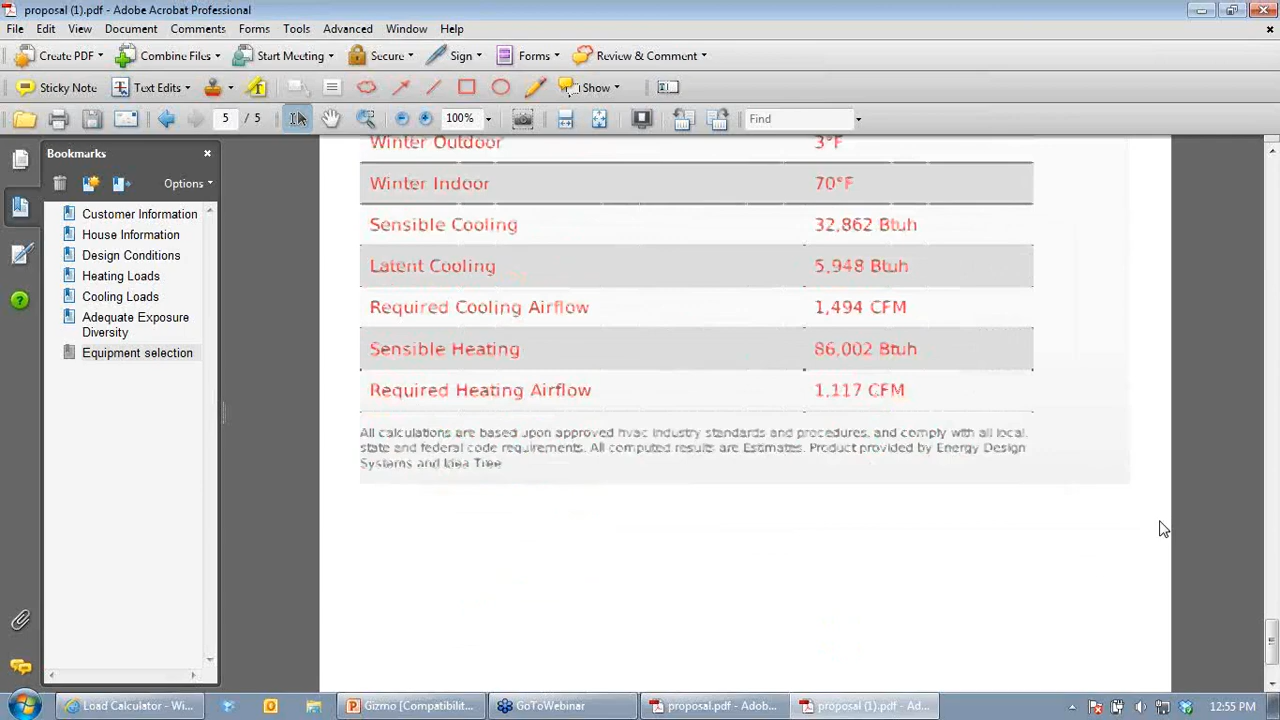 proposal (1).pdf - Adobe Acrobat Professional
File Edit View Document Comments Forms Tools Advanced Window Help
Create PDF Combine Files Start Meeting Secure Sign Forms Review & Comment
Sticky Note Text Edits Show
5 / 5 100% Find
Bookmarks
Options
Customer Information
House Information
Design Conditions
Heating Loads
Cooling Loads
Adequate Exposure
Diversity
Equipment selection
Winter Outdoor 3°F
Winter Indoor 70°F
Sensible Cooling 32,862 Btuh
Latent Cooling 5,948 Btuh
Required Cooling Airflow 1,494 CFM
Sensible Heating 86,002 Btuh
Required Heating Airflow 1,117 CFM
All calculations are based upon approved hvac industry standards and procedures, and comply with all local,
state and federal code requirements. All computed results are Estimates. Product provided by Energy Design
Systems and Idea Tree
Load Calculator - Wi... Gizmo [Compatibilit... GoToWebinar proposal.pdf - Adob... proposal (1).pdf - Ad... 12:55 PM